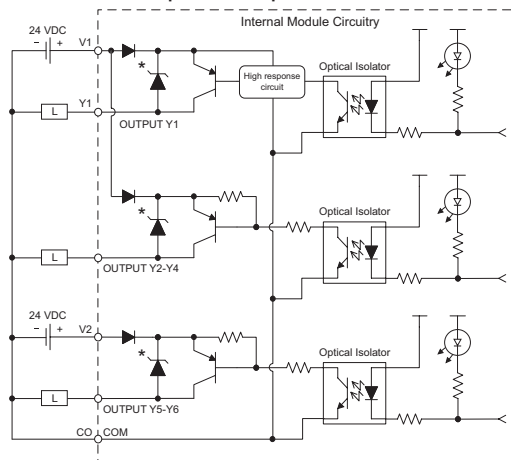 Internal Module Circuitry
24 VDC
− + V1
*
High response
circuit
Optical Isolator
L Y1
OUTPUT Y1
*
Optical Isolator
L
OUTPUT Y2-Y4
24 VDC
− + V2
*
Optical Isolator
L
OUTPUT Y5-Y6
CO COM